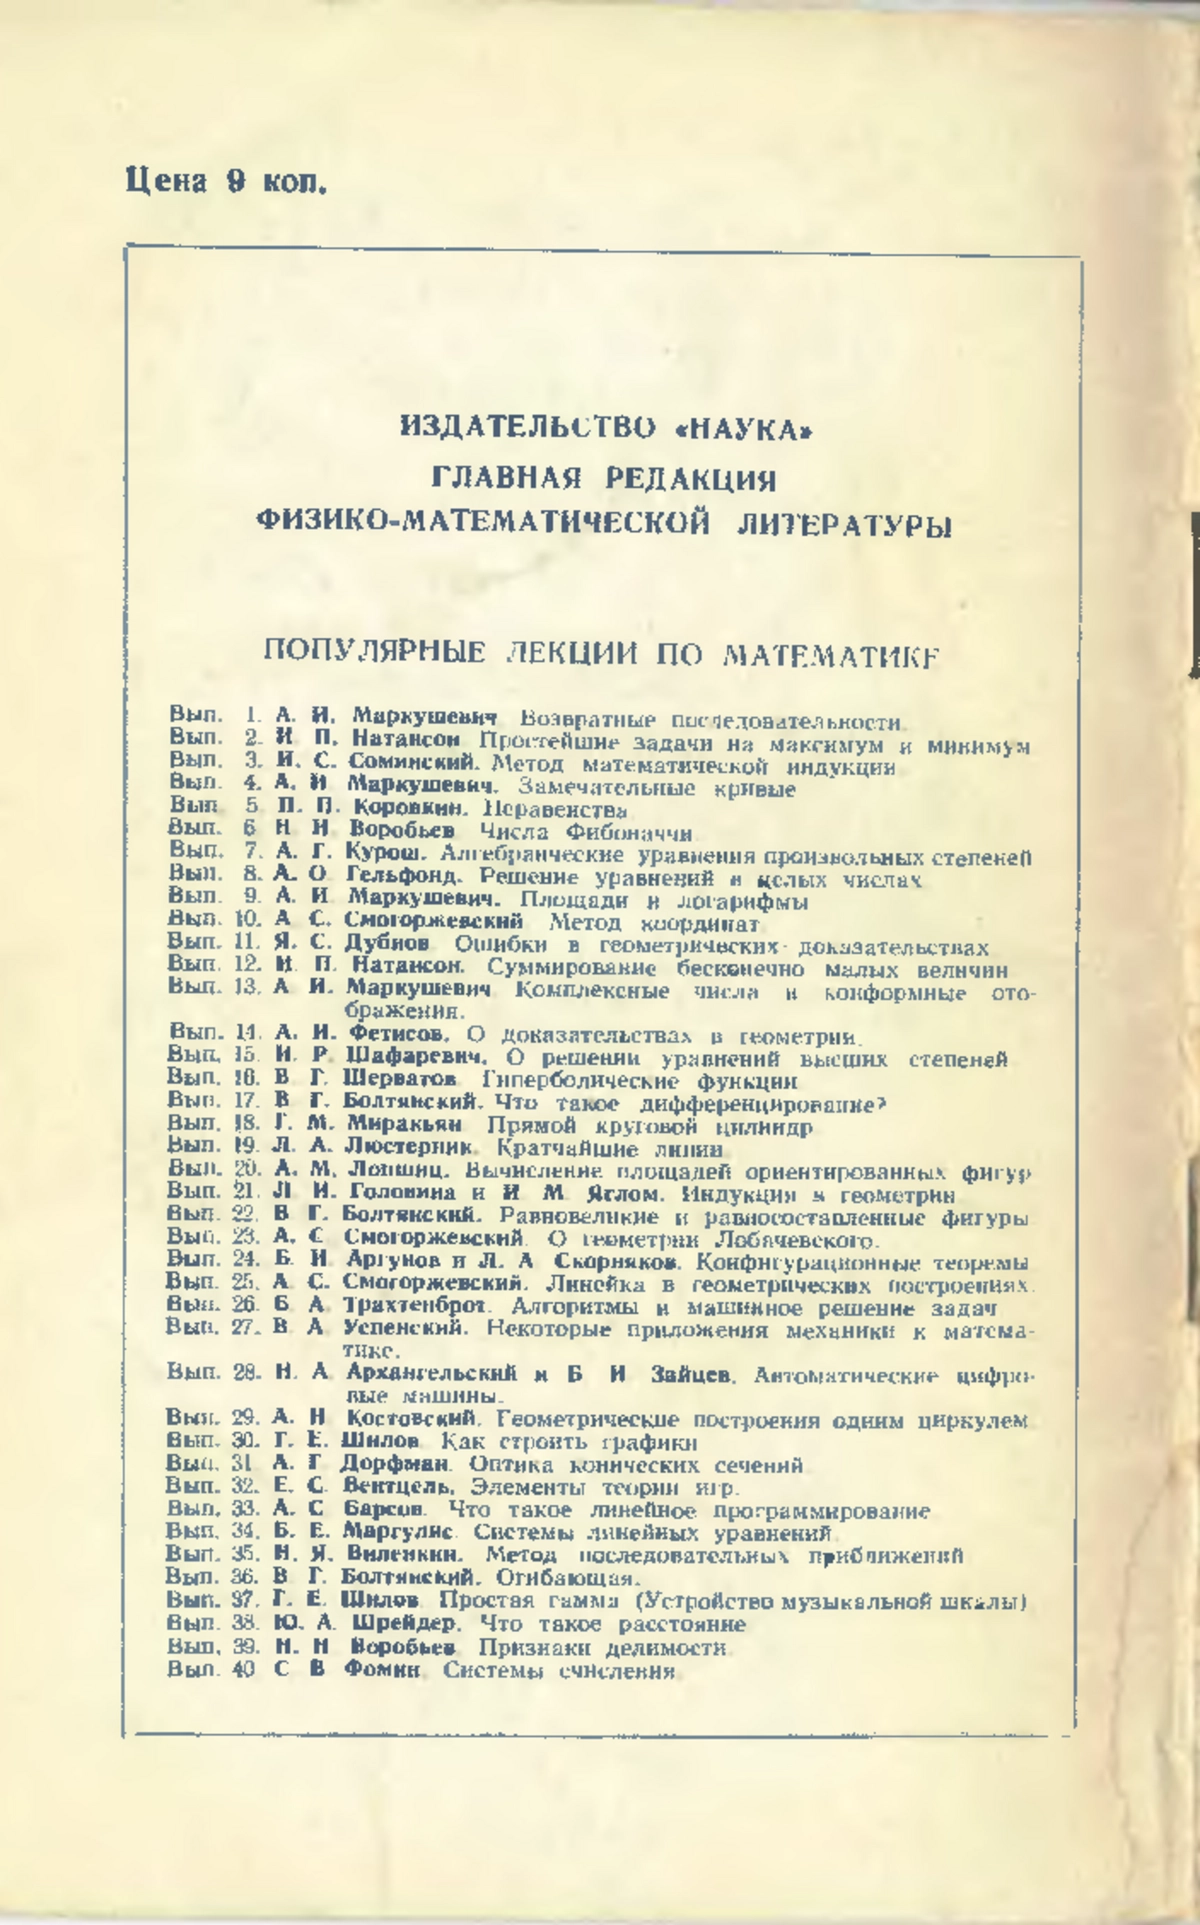 Цена 9 коп.
ИЗДАТЕЛЬСТВО «НАУКА»
ГЛАВНАЯ РЕДАКЦИЯ
ФИЗИКО-МАТЕМАТИЧЕСКОЙ ЛИТЕРАТУРЫ
ПОПУЛЯРНЫЕ ЛЕКЦИИ ПО МАТЕМАТИКЕ
Вып. 1. А. И. Маркушевич Возвратные последовательности.
Вып. 2. И П. Натансон Простейшие задачи на максимум и минимум
Вып. 3. И. С. Соминский. Метод математической индукции
Вып. 4. А. И Маркушевич. Замечательные кривые
Вып 5 П. П. Коровкин. Неравенства
Вып. 6 Н Н Воробьев Числа Фибоначчи
Вып. 7. А. Г. Курош. Алгебраические уравнения произвольных степеней
Вып. 8. А. О Гельфонд. Решение уравнений в целых числах
Вып. 9. А. И Маркушевич. Площади и логарифмы
Вып. 10. А С. Смогоржевский Метод координат
Вып. 11. Я. С. Дубнов Ошибки в геометрических доказательствах
Вып. 12. И П. Натансон. Суммирование бесконечно малых величин
Вып. 13. А И. Маркушевич Комплексные числа и конформные ото-
бражения.
Вып. 14. А. И. Фетисов. О доказательствах в геометрии.
Вып. 15 И. Р. Шафаревич. О решении уравнений высших степеней
Вып. 16. В Г. Шерватов Гиперболические функции
Вып. 17. В Г. Болтянский. Что такое дифференцирование?
Вып. 18. Г. М. Миракьян Прямой круговой цилиндр
Вып. 19. Л. А. Люстерник. Кратчайшие линии
Вып. 20. А. М. Лопшиц. Вычисление площадей ориентированных фигур
Вып. 21. Л И. Головина и И М Яглом. Индукция в геометрии
Вып. 22. В Г. Болтянский. Равновеликие и равносоставленные фигуры
Вып. 23. А. С Смогоржевский О геометрии Лобачевского.
Вып. 24. Б. И Аргунов и Л. А Скорняков. Конфигурационные теоремы
Вып. 25. А С. Смогоржевский. Линейка в геометрических построениях.
Вып. 26. Б А. Трахтенброт. Алгоритмы и машинное решение задач
Вып. 27. В А Успенский. Некоторые приложения механики к матема-
тике.
Вып. 28. Н. А Архангельский и Б И Зайцев. Автоматические цифро-
вые машины.
Вып. 29. А. Н Костовский. Геометрические построения одним циркулем
Вып. 30. Г. Е. Шилов Как строить графики
Вып. 31 А. Г Дорфман. Оптика конических сечений
Вып. 32. Е. С. Вентцель. Элементы теории игр.
Вып. 33. А. С Барсов. Что такое линейное программирование
Вып. 34. Б. Е. Маргулис Системы линейных уравнений
Вып. 35. Н. Я. Виленкин. Метод последовательных приближений
Вып. 36. В Г. Болтянский. Огибающая.
Вып. 37. Г. Е. Шилов Простая гамма (Устройство музыкальной шкалы)
Вып. 38. Ю. А. Шрейдер. Что такое расстояние
Вып. 39. Н. Н Воробьев Признаки делимости
Вып. 40 С В Фомин Системы счисления